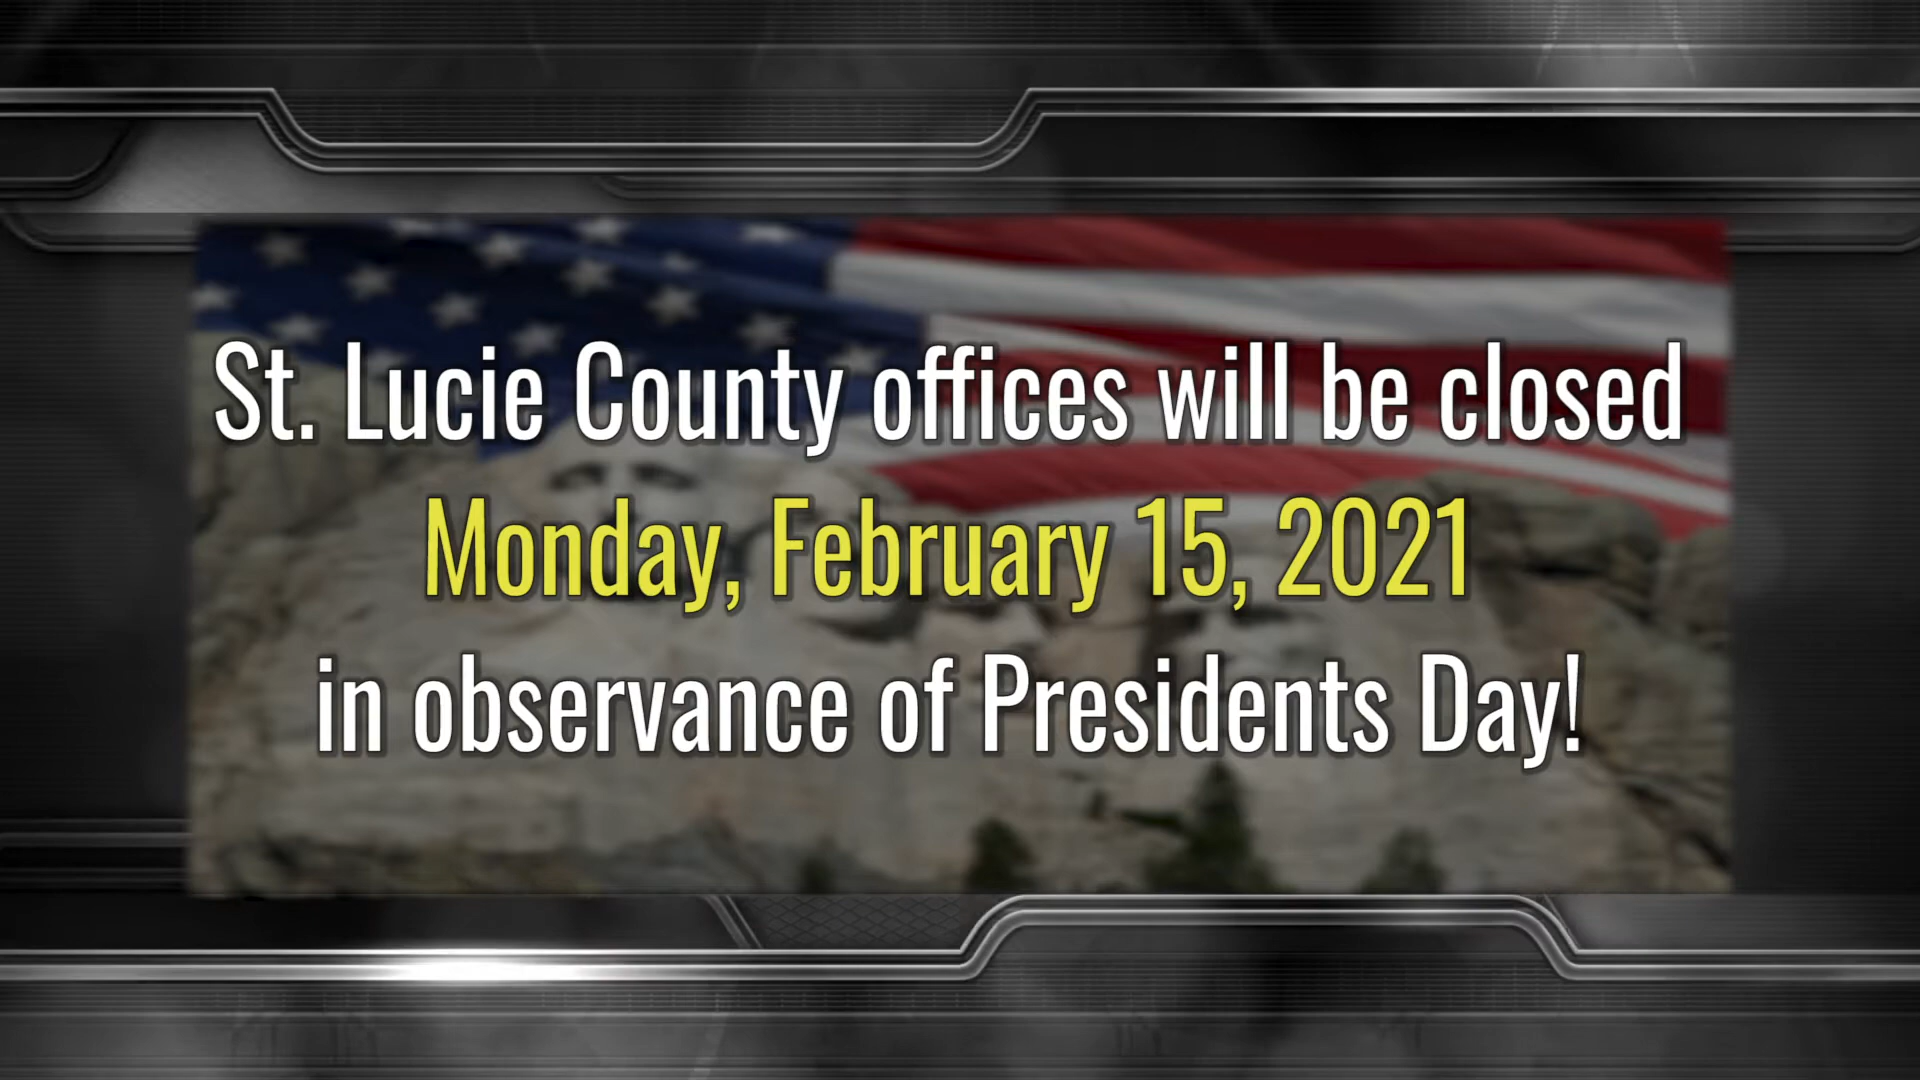 St. Lucie County offices will be closed
Monday, February 15, 2021
in observance of Presidents Day!